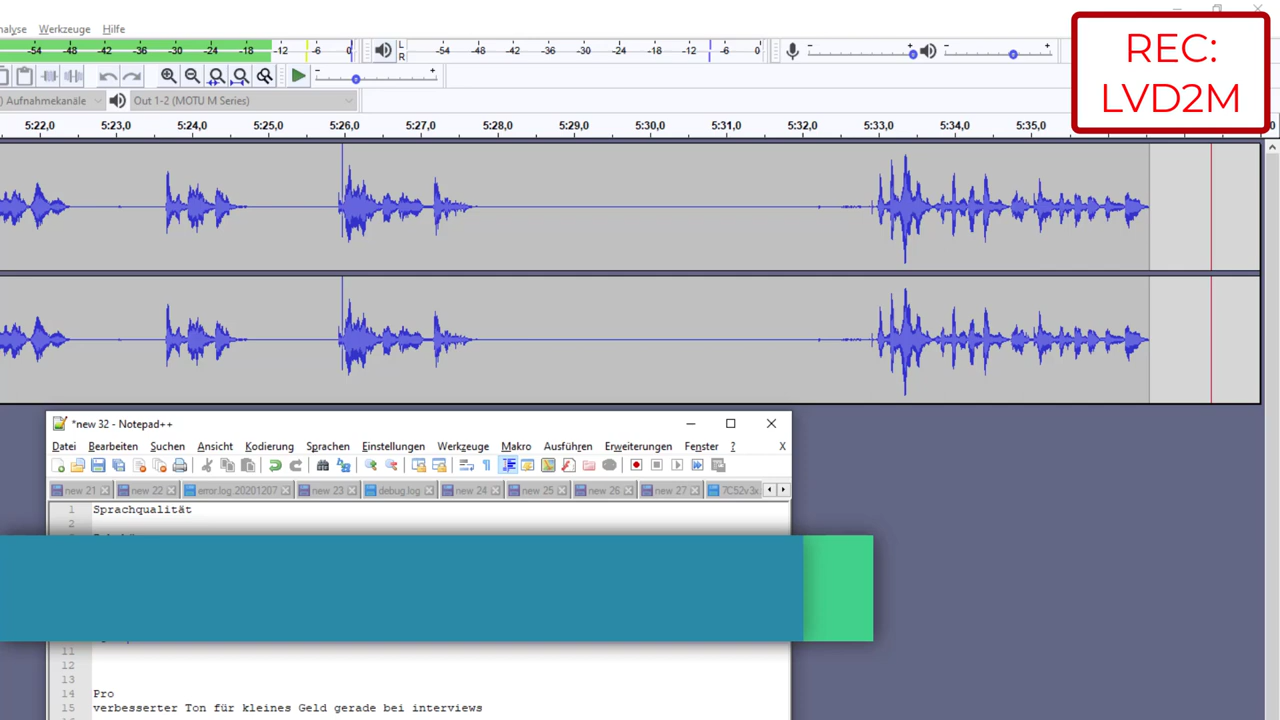 nalyse Werkzeuge Hilfe
-54 -48 -42 -36 -30 -24 -18 -12 -6 0 L R -54 -48 -42 -36 -30 -24 -18 -12 -6 0
REC:
LVD2M
) Aufnahmekanäle Out 1-2 (MOTU M Series)
5:22,0 5:23,0 5:24,0 5:25,0 5:26,0 5:27,0 5:28,0 5:29,0 5:30,0 5:31,0 5:32,0 5:33,0 5:34,0 5:35,0
*new 32 - Notepad++
Datei Bearbeiten Suchen Ansicht Kodierung Sprachen Einstellungen Werkzeuge Makro Ausführen Erweiterungen Fenster ? X
new 21 new 22 error.log.20201207 new 23 debug.log new 24 new 25 new 26 new 27 7C52v3x
1 Sprachqualität
2
11
12
13
14 Pro
15 verbesserter Ton für kleines Geld gerade bei interviews